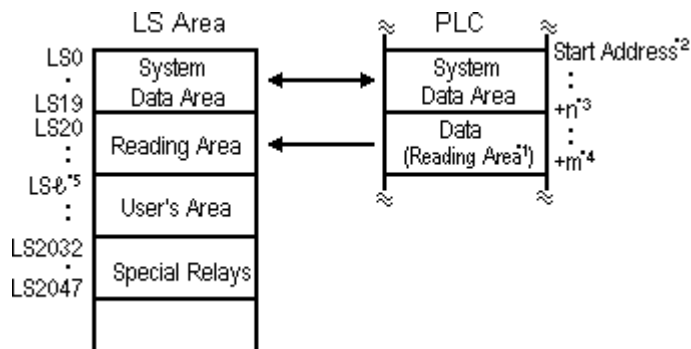 LS Area
PLC
LS0
LS19
LS20
LS-ℓ*5
LS2032
LS2047
System
Data Area
Reading Area
User's Area
Special Relays
System
Data Area
Data
(Reading Area*1)
Start Address*2
+n*3
+m*4